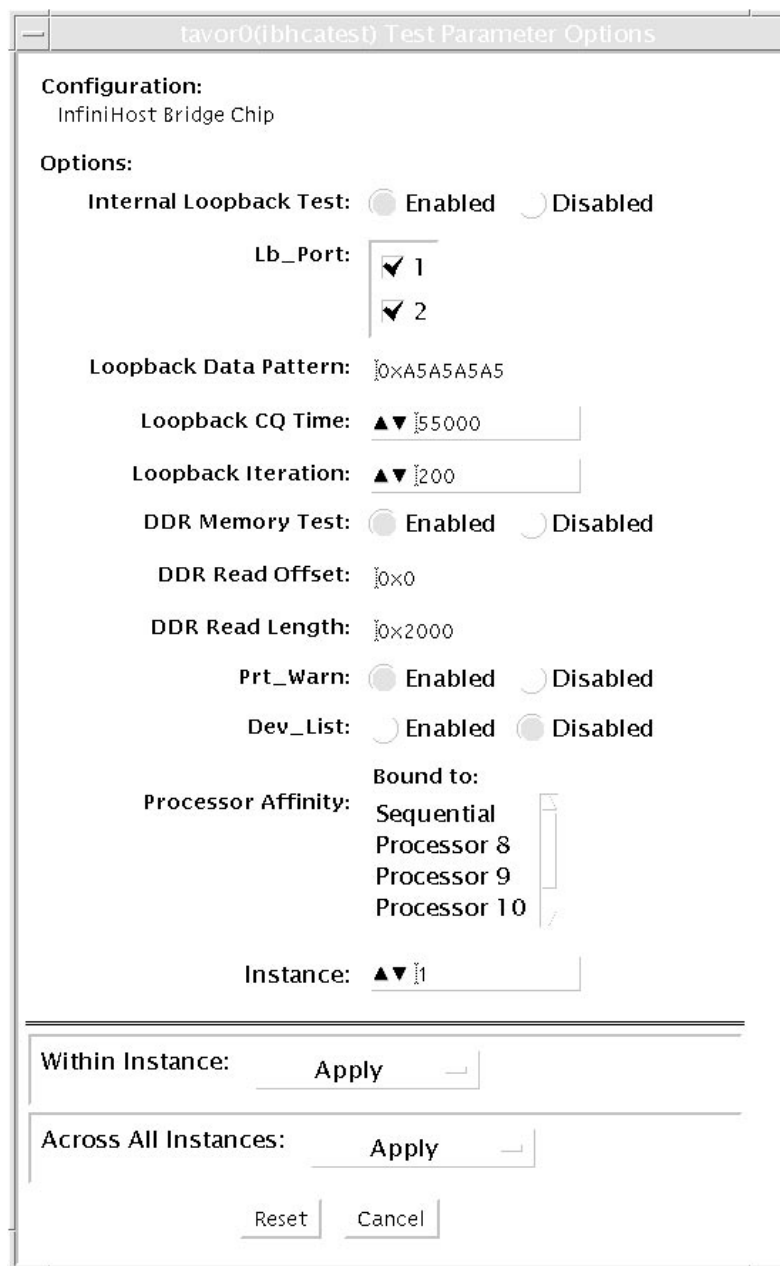 tavor0(ibhcatest) Test Parameter Options
Configuration:
InfiniHost Bridge Chip
Options:
Internal Loopback Test: Enabled Disabled
Lb_Port: 1
2
Loopback Data Pattern: 0xA5A5A5A5
Loopback CQ Time: 55000
Loopback Iteration: 200
DDR Memory Test: Enabled Disabled
DDR Read Offset: 0x0
DDR Read Length: 0x2000
Prt_Warn: Enabled Disabled
Dev_List: Enabled Disabled
Bound to:
Processor Affinity: Sequential
Processor 8
Processor 9
Processor 10
Instance: 1
Within Instance: Apply
Across All Instances: Apply
Reset Cancel